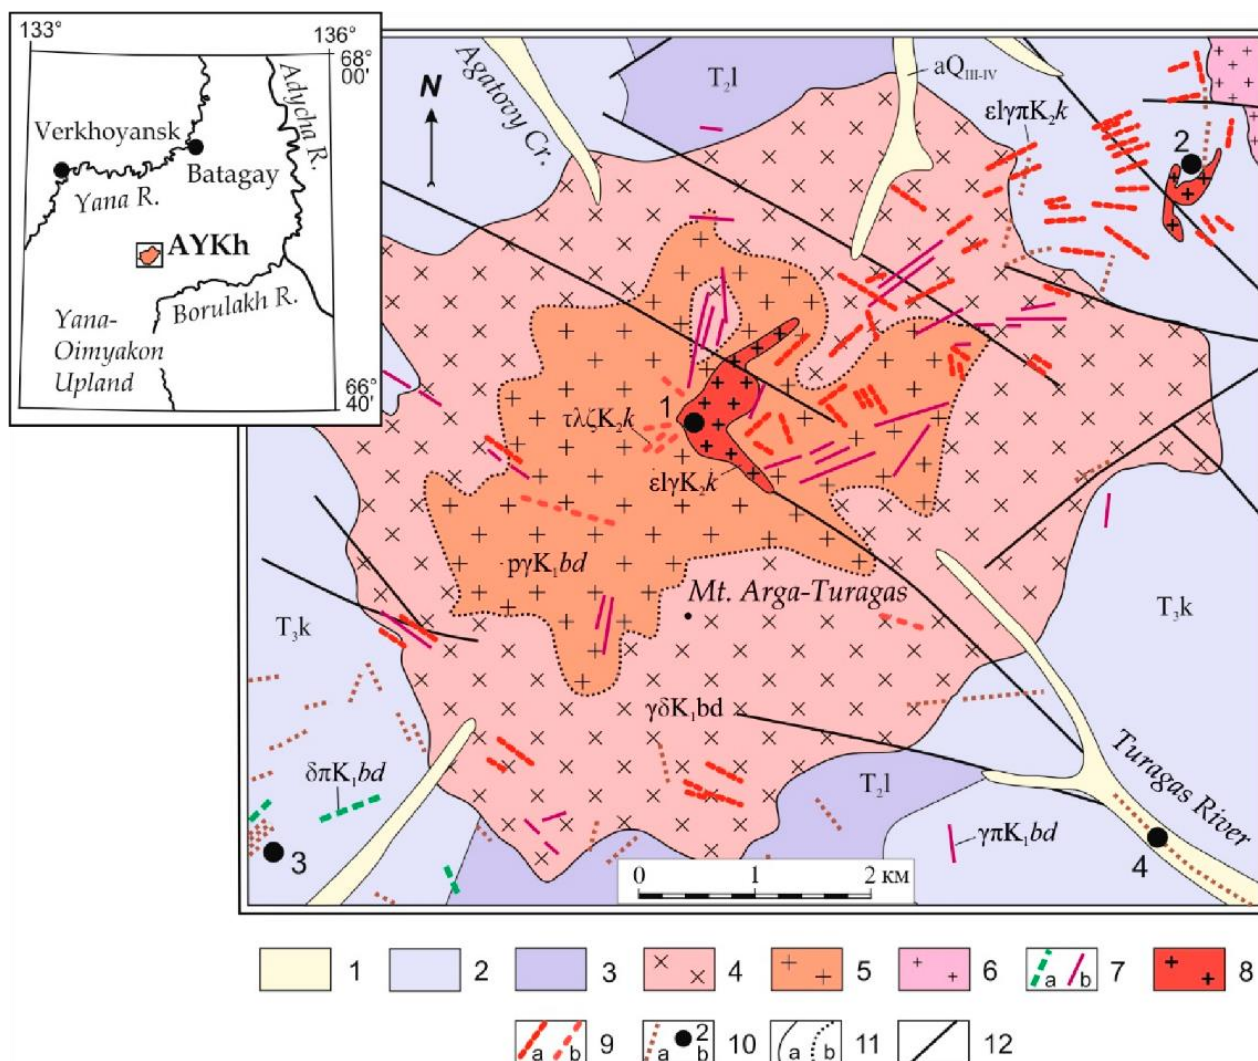 133°
136°
68°
00'
Verkhoyansk
Batagay
Adycha R.
Yana R.
AYKh
Borulakh R.
Yana-
Oimyakon
Upland
66°
40'
N
Agatovy Cr.
T₂l
aQ_III-IV
εlγπK₂k
2
1
τλζK₂k
εlγK₂k
pγK₁bd
Mt. Arga-Turagas
T₃k
T₃k
γδK₁bd
δπK₁bd
T₂l
Turagas River
γπK₁bd
3
4
0 1 2 км
1 2 3 4 5 6 a b 7 8
a b 9 a 2 b 10 a b 11 12